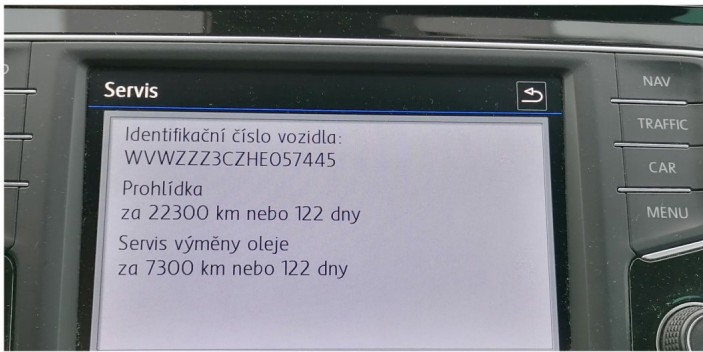 Servis
Identifikační číslo vozidla:
WVWZZZ3CZHE057445
Prohlídka
za 22300 km nebo 122 dny
Servis výměny oleje
za 7300 km nebo 122 dny
NAV
TRAFFIC
CAR
MENU